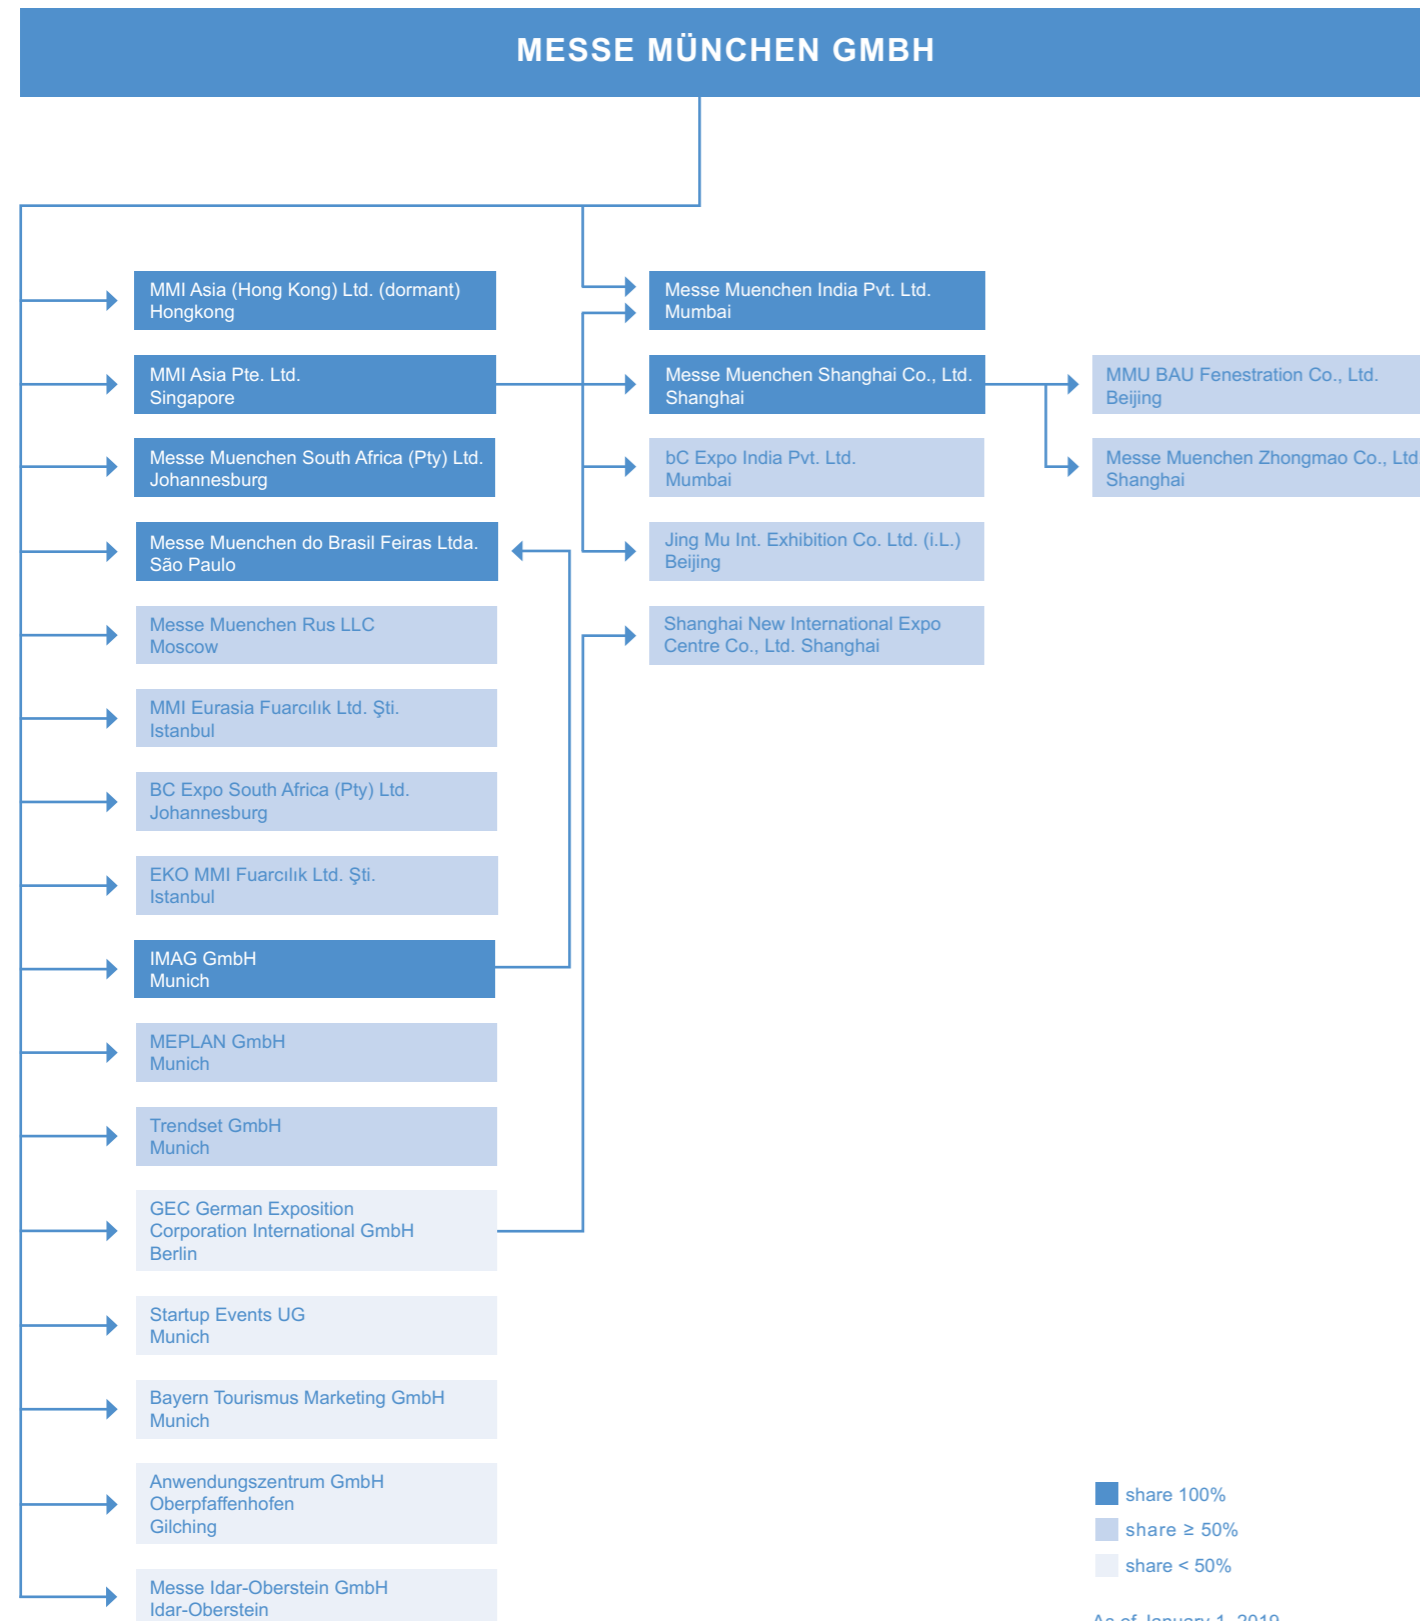 MESSE MÜNCHEN GMBH
MMI Asia (Hong Kong) Ltd. (dormant)
Hongkong
MMI Asia Pte. Ltd.
Singapore
Messe Muenchen South Africa (Pty) Ltd.
Johannesburg
Messe Muenchen do Brasil Feiras Ltda.
São Paulo
Messe Muenchen Rus LLC
Moscow
MMI Eurasia Fuarcılık Ltd. Şti.
Istanbul
BC Expo South Africa (Pty) Ltd.
Johannesburg
EKO MMI Fuarcılık Ltd. Şti.
Istanbul
IMAG GmbH
Munich
MEPLAN GmbH
Munich
Trendset GmbH
Munich
GEC German Exposition
Corporation International GmbH
Berlin
Startup Events UG
Munich
Bayern Tourismus Marketing GmbH
Munich
Anwendungszentrum GmbH
Oberpfaffenhofen
Gilching
Messe Idar-Oberstein GmbH
Idar-Oberstein
Messe Muenchen India Pvt. Ltd.
Mumbai
Messe Muenchen Shanghai Co., Ltd.
Shanghai
bC Expo India Pvt. Ltd.
Mumbai
Jing Mu Int. Exhibition Co. Ltd. (i.L.)
Beijing
Shanghai New International Expo
Centre Co., Ltd. Shanghai
MMU BAU Fenestration Co., Ltd.
Beijing
Messe Muenchen Zhongmao Co., Ltd.
Shanghai
share 100%
share ≥ 50%
share < 50%
As of January 1, 2019